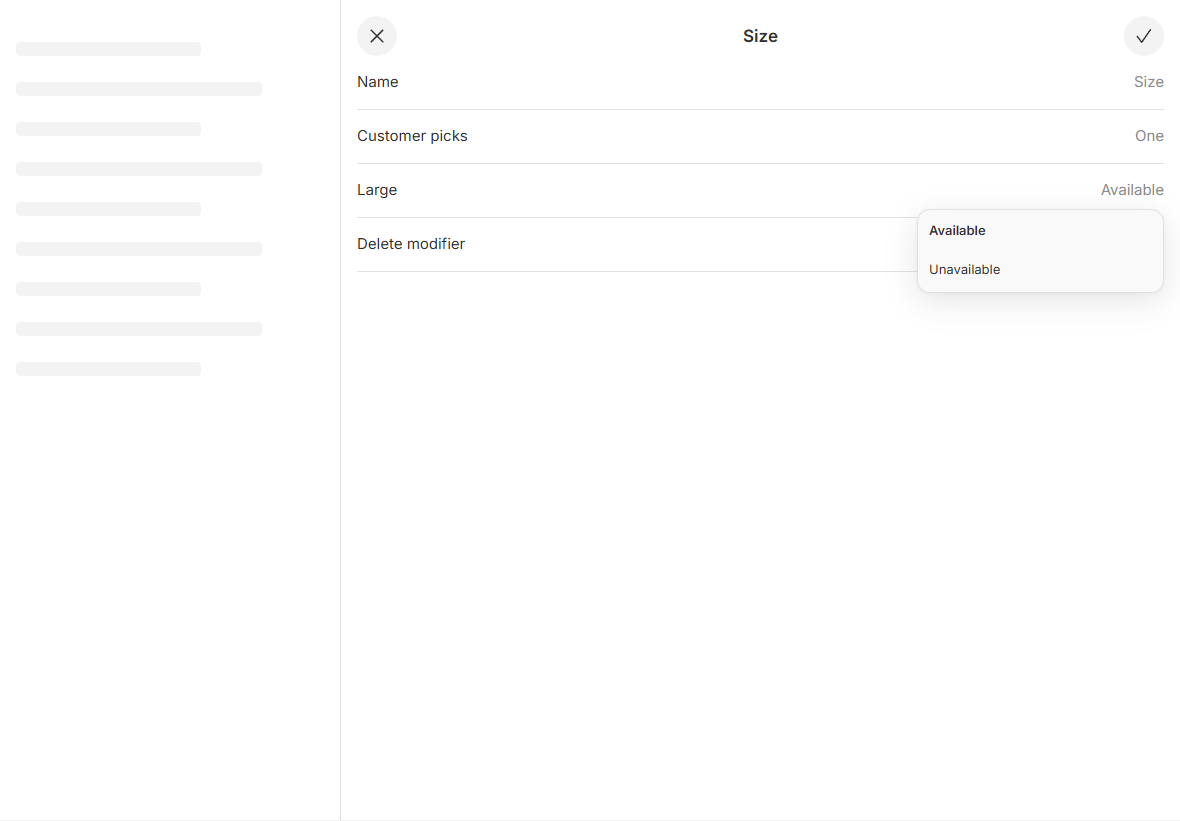 Size
Name Size
Customer picks One
Large Available
Available
Delete modifier
Unavailable